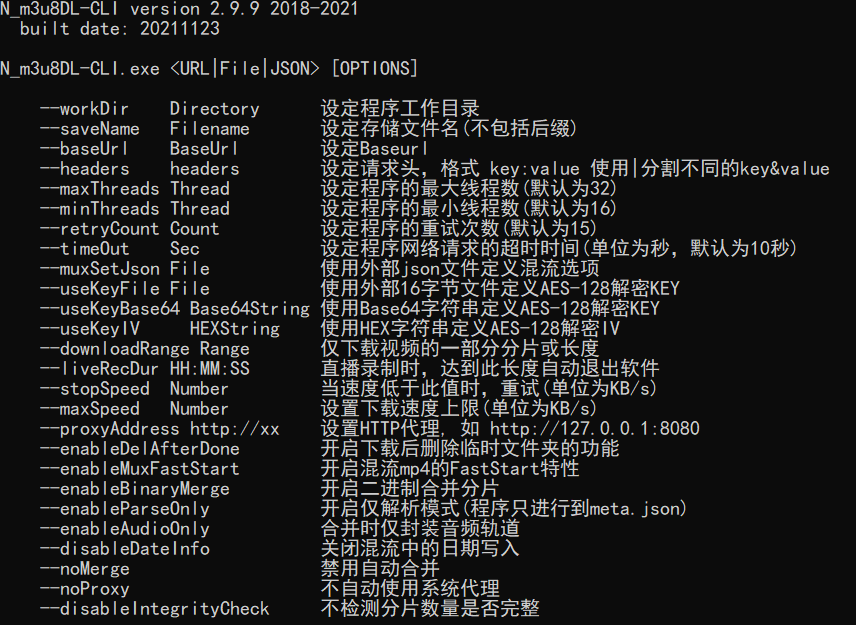 N_m3u8DL-CLI version 2.9.9 2018-2021
built date: 20211123
N_m3u8DL-CLI.exe <URL|File|JSON> [OPTIONS]
--workDir Directory 设定程序工作目录
--saveName Filename 设定存储文件名(不包括后缀)
--baseUrl BaseUrl 设定Baseurl
--headers headers 设定请求头，格式 key:value 使用|分割不同的key&value
--maxThreads Thread 设定程序的最大线程数(默认为32)
--minThreads Thread 设定程序的最小线程数(默认为16)
--retryCount Count 设定程序的重试次数(默认为15)
--timeOut Sec 设定程序网络请求的超时时间(单位为秒，默认为10秒)
--muxSetJson File 使用外部json文件定义混流选项
--useKeyFile File 使用外部16字节文件定义AES-128解密KEY
--useKeyBase64 Base64String 使用Base64字符串定义AES-128解密KEY
--useKeyIV HEXString 使用HEX字符串定义AES-128解密IV
--downloadRange Range 仅下载视频的一部分分片或长度
--liveRecDur HH:MM:SS 直播录制时，达到此长度自动退出软件
--stopSpeed Number 当速度低于此值时，重试(单位为KB/s)
--maxSpeed Number 设置下载速度上限(单位为KB/s)
--proxyAddress http://xx 设置HTTP代理, 如 http://127.0.0.1:8080
--enableDelAfterDone 开启下载后删除临时文件夹的功能
--enableMuxFastStart 开启混流mp4的FastStart特性
--enableBinaryMerge 开启二进制合并分片
--enableParseOnly 开启仅解析模式(程序只进行到meta.json)
--enableAudioOnly 合并时仅封装音频轨道
--disableDateInfo 关闭混流中的日期写入
--noMerge 禁用自动合并
--noProxy 不自动使用系统代理
--disableIntegrityCheck 不检测分片数量是否完整